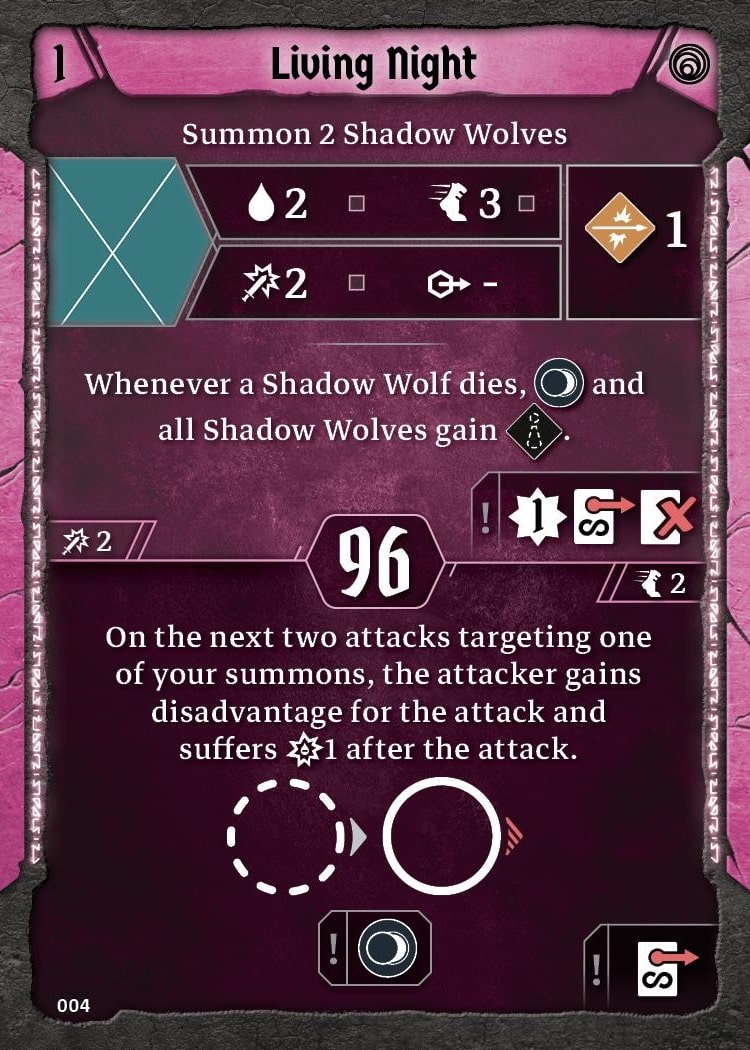 1
Living Night
Summon 2 Shadow Wolves
2 3 1
2 –
Whenever a Shadow Wolf dies, and
all Shadow Wolves gain .
! 1
2
96
2
On the next two attacks targeting one
of your summons, the attacker gains
disadvantage for the attack and
suffers 1 after the attack.
!
!
004